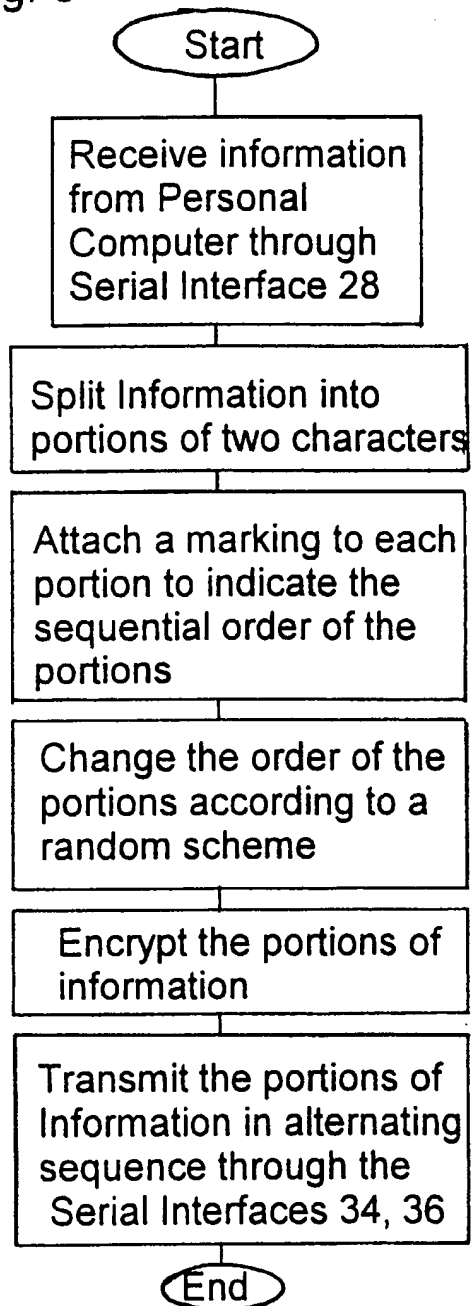 Start
Receive information
from Personal
Computer through
Serial Interface 28
Split Information into
portions of two characters
Attach a marking to each
portion to indicate the
sequential order of the
portions
Change the order of the
portions according to a
random scheme
Encrypt the portions of
information
Transmit the portions of
Information in alternating
sequence through the
Serial Interfaces 34, 36
End